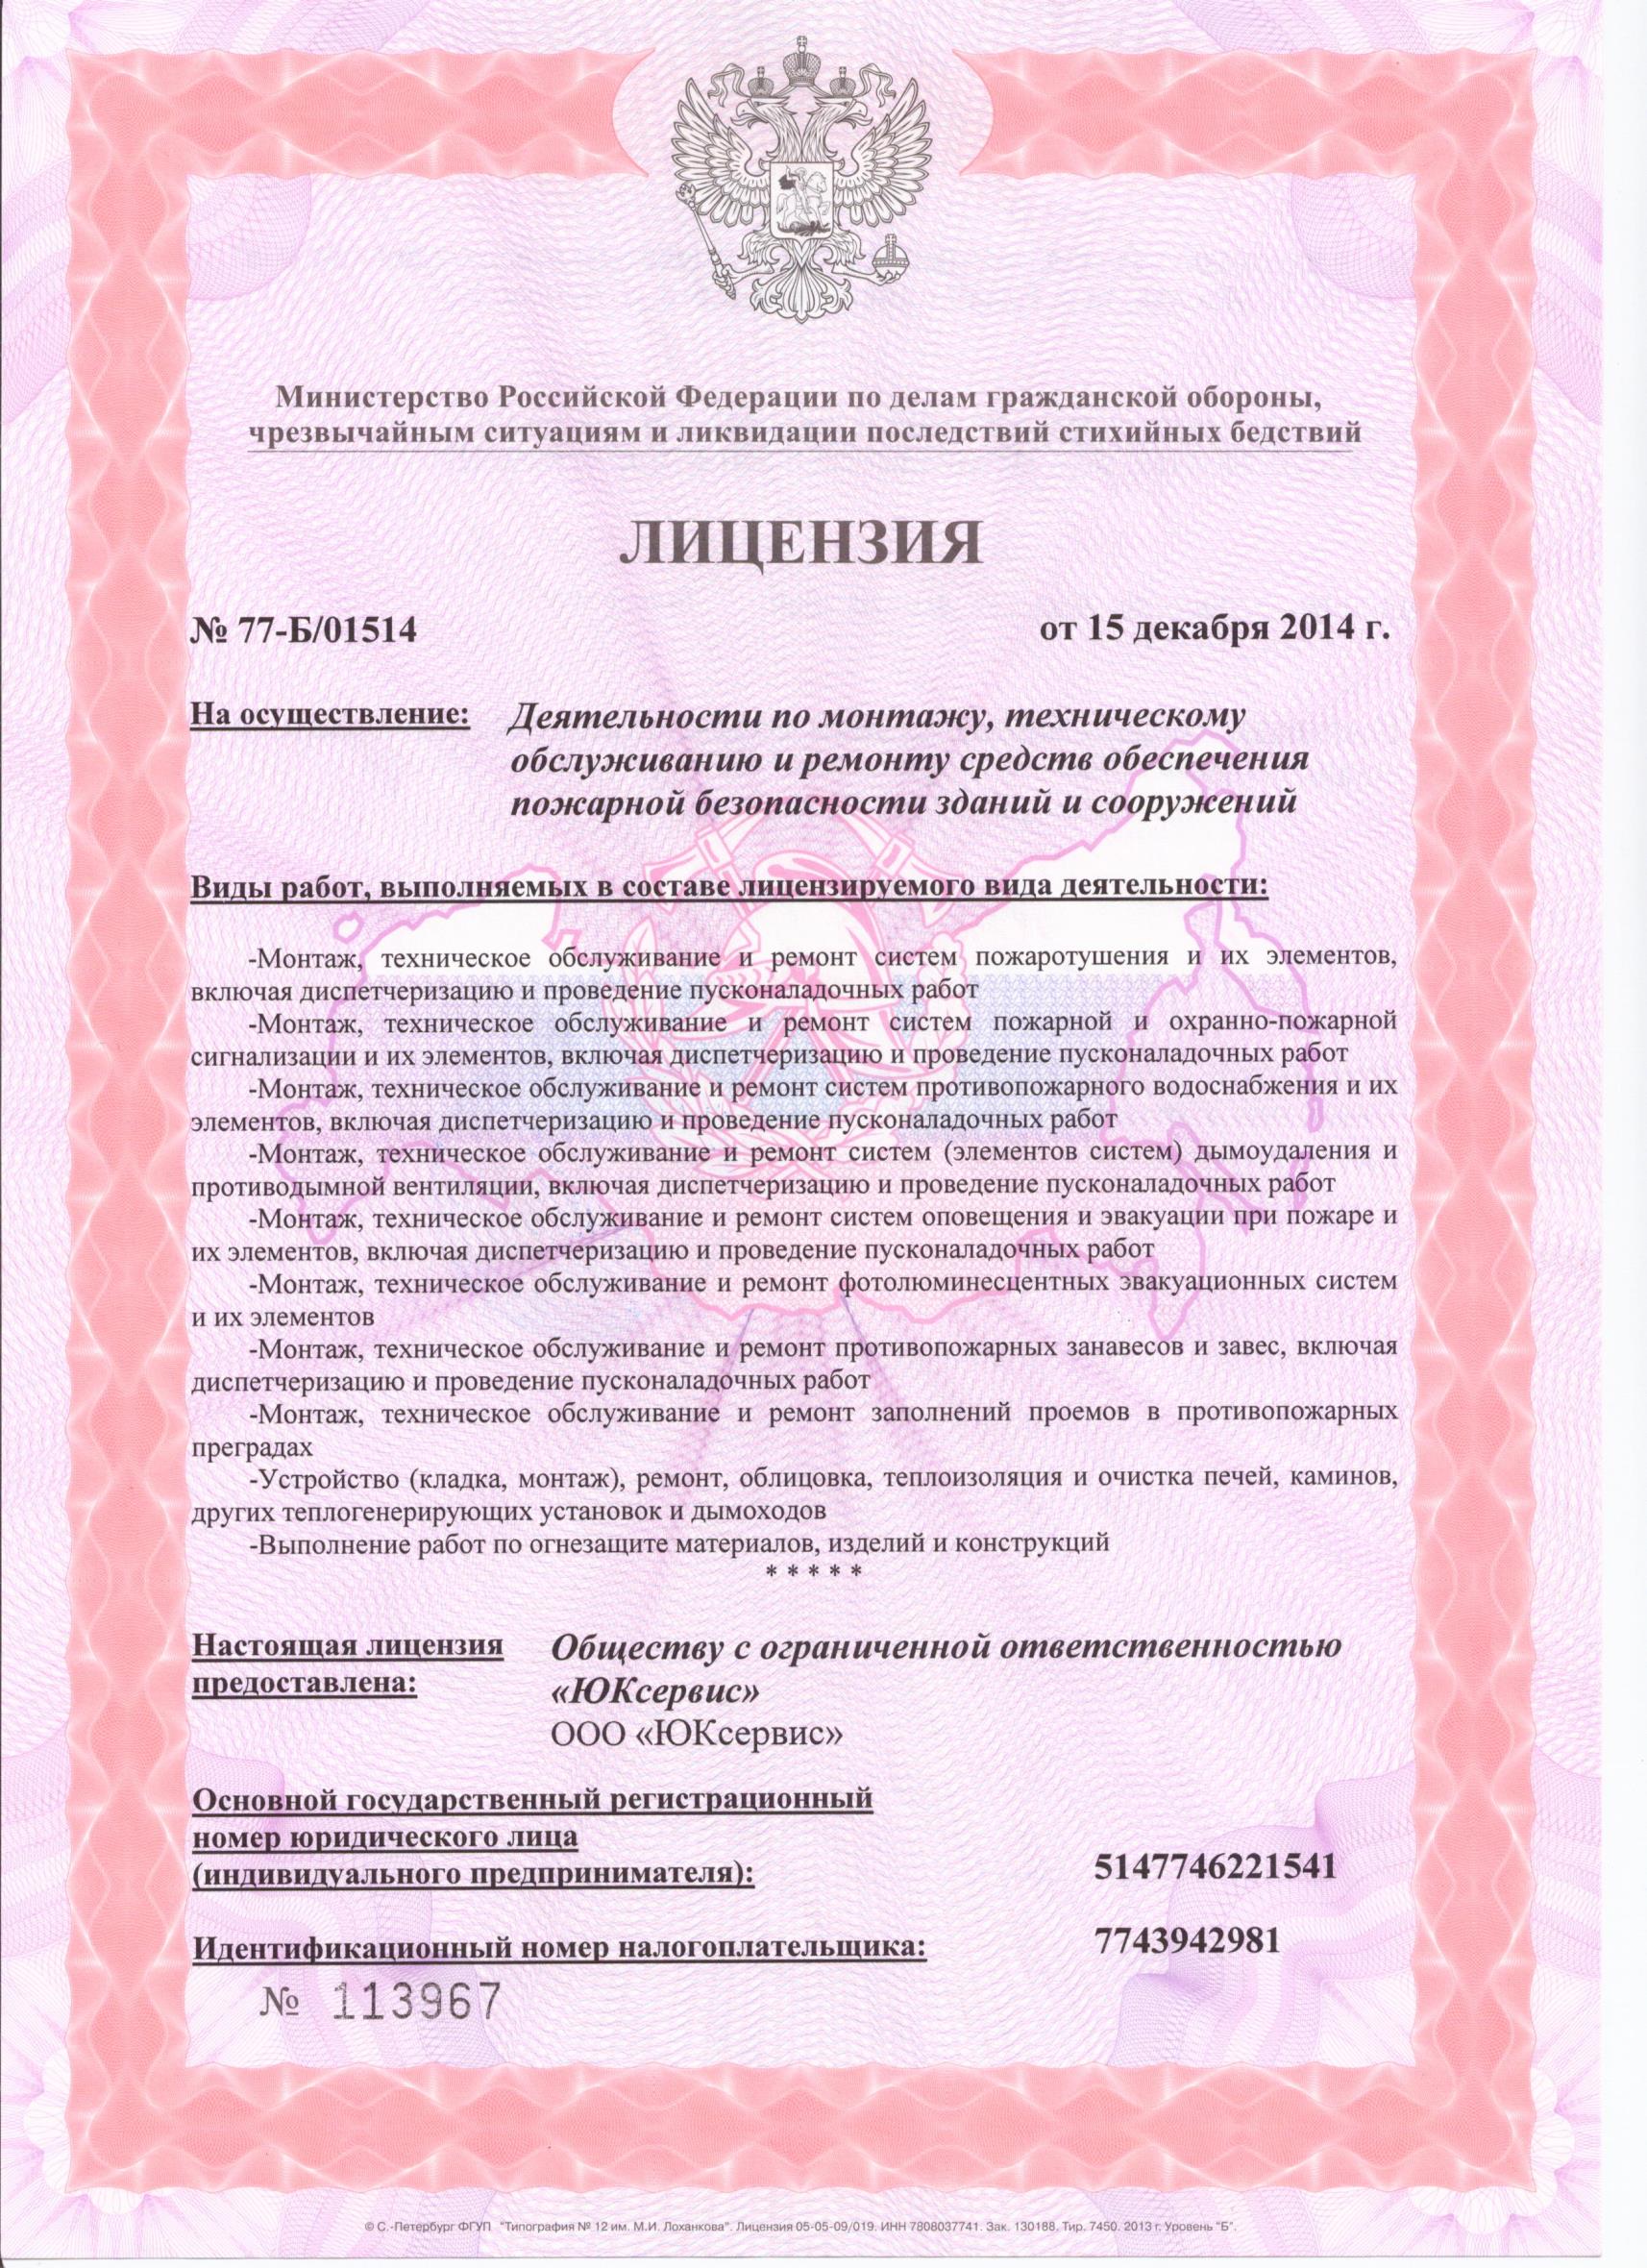 Министерство Российской Федерации по делам гражданской обороны,
чрезвычайным ситуациям и ликвидации последствий стихийных бедствий
ЛИЦЕНЗИЯ
№ 77-Б/01514 от 15 декабря 2014 г.
На осуществление: Деятельности по монтажу, техническому
обслуживанию и ремонту средств обеспечения
пожарной безопасности зданий и сооружений
Виды работ, выполняемых в составе лицензируемого вида деятельности:
-Монтаж, техническое обслуживание и ремонт систем пожаротушения и их элементов,
включая диспетчеризацию и проведение пусконаладочных работ
-Монтаж, техническое обслуживание и ремонт систем пожарной и охранно-пожарной
сигнализации и их элементов, включая диспетчеризацию и проведение пусконаладочных работ
-Монтаж, техническое обслуживание и ремонт систем противопожарного водоснабжения и их
элементов, включая диспетчеризацию и проведение пусконаладочных работ
-Монтаж, техническое обслуживание и ремонт систем (элементов систем) дымоудаления и
противодымной вентиляции, включая диспетчеризацию и проведение пусконаладочных работ
-Монтаж, техническое обслуживание и ремонт систем оповещения и эвакуации при пожаре и
их элементов, включая диспетчеризацию и проведение пусконаладочных работ
-Монтаж, техническое обслуживание и ремонт фотолюминесцентных эвакуационных систем
и их элементов
-Монтаж, техническое обслуживание и ремонт противопожарных занавесов и завес, включая
диспетчеризацию и проведение пусконаладочных работ
-Монтаж, техническое обслуживание и ремонт заполнений проемов в противопожарных
преградах
-Устройство (кладка, монтаж), ремонт, облицовка, теплоизоляция и очистка печей, каминов,
других теплогенерирующих установок и дымоходов
-Выполнение работ по огнезащите материалов, изделий и конструкций
* * * * *
Настоящая лицензия Обществу с ограниченной ответственностью
предоставлена: «ЮКсервис»
ООО «ЮКсервис»
Основной государственный регистрационный
номер юридического лица
(индивидуального предпринимателя): 5147746221541
Идентификационный номер налогоплательщика: 7743942981
№ 113967
© С.-Петербург ФГУП "Типография № 12 им. М.И. Лоханкова". Лицензия 05-05-09/019. ИНН 7808037741. Зак. 130188. Тир. 7450. 2013 г. Уровень "Б".